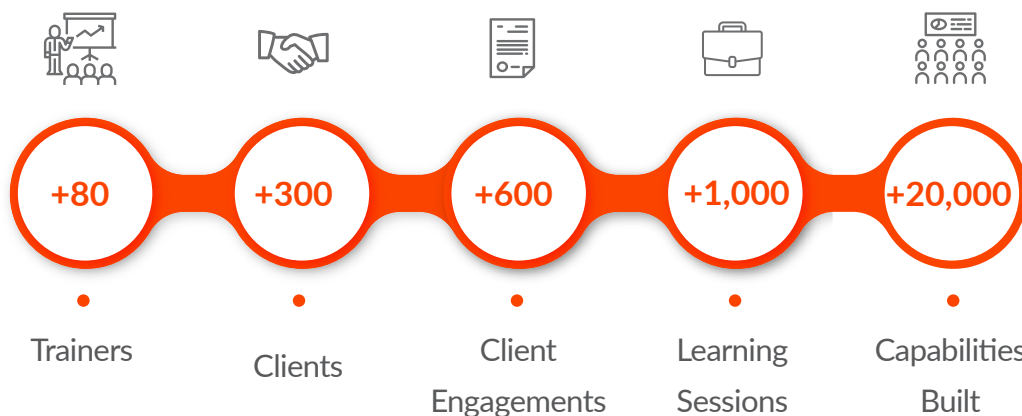 +80
+300
+600
+1,000
+20,000
Trainers
Clients
Client
Engagements
Learning
Sessions
Capabilities
Built